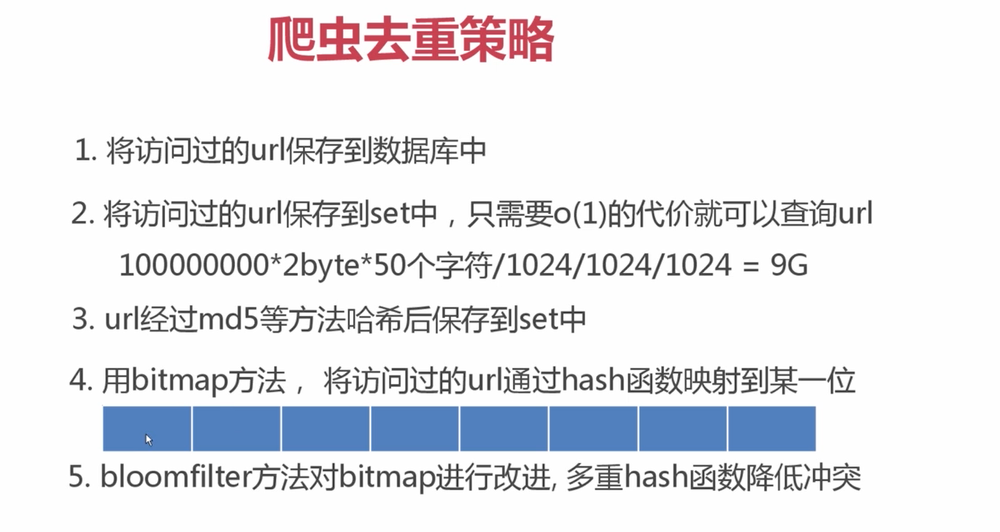 爬虫去重策略
1. 将访问过的url保存到数据库中
2. 将访问过的url保存到set中，只需要o(1)的代价就可以查询url
100000000*2byte*50个字符/1024/1024/1024 = 9G
3. url经过md5等方法哈希后保存到set中
4. 用bitmap方法， 将访问过的url通过hash函数映射到某一位
5. bloomfilter方法对bitmap进行改进, 多重hash函数降低冲突